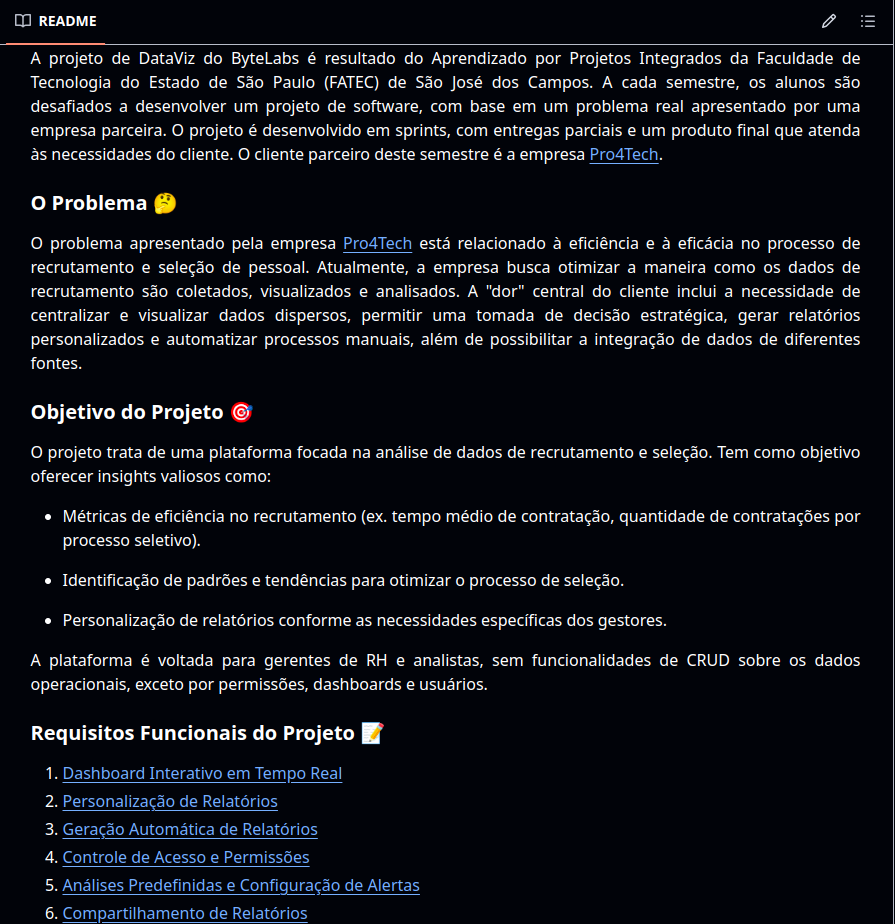 README
A projeto de DataViz do ByteLabs é resultado do Aprendizado por Projetos Integrados da Faculdade de
Tecnologia do Estado de São Paulo (FATEC) de São José dos Campos. A cada semestre, os alunos são
desafiados a desenvolver um projeto de software, com base em um problema real apresentado por uma
empresa parceira. O projeto é desenvolvido em sprints, com entregas parciais e um produto final que atenda
às necessidades do cliente. O cliente parceiro deste semestre é a empresa Pro4Tech.
O Problema 🤔
O problema apresentado pela empresa Pro4Tech está relacionado à eficiência e à eficácia no processo de
recrutamento e seleção de pessoal. Atualmente, a empresa busca otimizar a maneira como os dados de
recrutamento são coletados, visualizados e analisados. A "dor" central do cliente inclui a necessidade de
centralizar e visualizar dados dispersos, permitir uma tomada de decisão estratégica, gerar relatórios
personalizados e automatizar processos manuais, além de possibilitar a integração de dados de diferentes
fontes.
Objetivo do Projeto 🎯
O projeto trata de uma plataforma focada na análise de dados de recrutamento e seleção. Tem como objetivo
oferecer insights valiosos como:
• Métricas de eficiência no recrutamento (ex. tempo médio de contratação, quantidade de contratações por
processo seletivo).
• Identificação de padrões e tendências para otimizar o processo de seleção.
• Personalização de relatórios conforme as necessidades específicas dos gestores.
A plataforma é voltada para gerentes de RH e analistas, sem funcionalidades de CRUD sobre os dados
operacionais, exceto por permissões, dashboards e usuários.
Requisitos Funcionais do Projeto 📝
1. Dashboard Interativo em Tempo Real
2. Personalização de Relatórios
3. Geração Automática de Relatórios
4. Controle de Acesso e Permissões
5. Análises Predefinidas e Configuração de Alertas
6. Compartilhamento de Relatórios